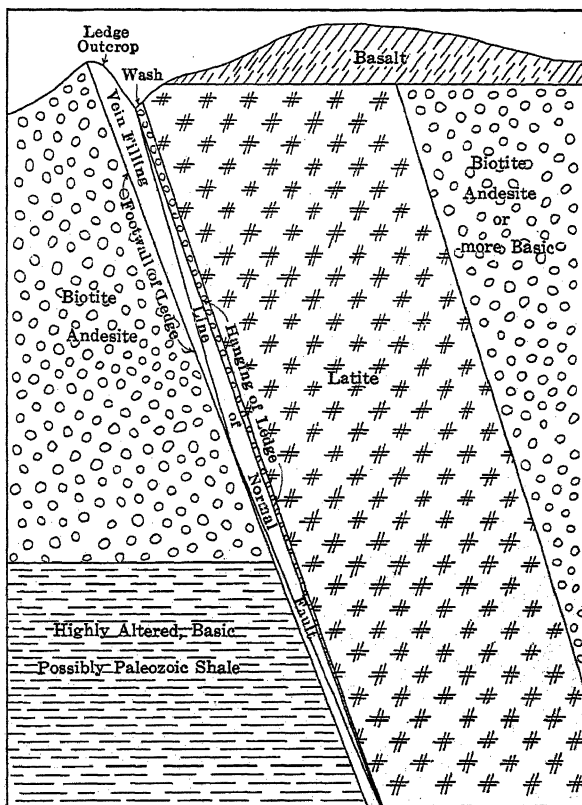 Ledge
Outcrop
Wash
Basalt
Vein Filling
Footwall of Ledge
Biotite
Andesite
or
more Basic
Biotite
Andesite
Line
of
Normal
Fault
Hanging of Ledge
Latite
Highly Altered, Basic
Possibly Paleozoic Shale